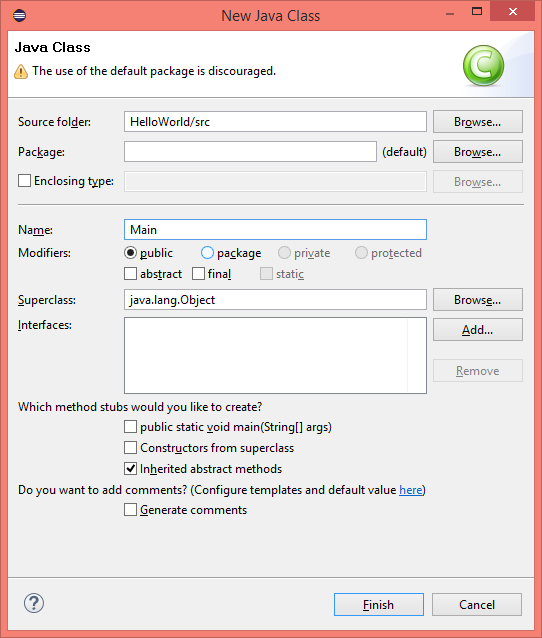 New Java Class
Java Class
The use of the default package is discouraged.
C
Source folder: HelloWorld/src Browse...
Package: (default) Browse...
Enclosing type: Browse...
Name: Main
Modifiers: public package private protected
abstract final static
Superclass: java.lang.Object Browse...
Interfaces: Add...
Remove
Which method stubs would you like to create?
public static void main(String[] args)
Constructors from superclass
Inherited abstract methods
Do you want to add comments? (Configure templates and default value here)
Generate comments
? Finish Cancel